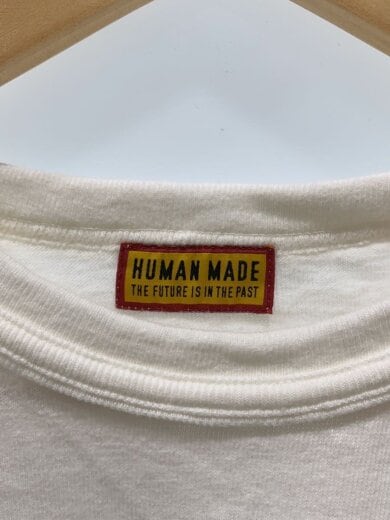 HUMAN MADE
THE FUTURE IS IN THE PAST